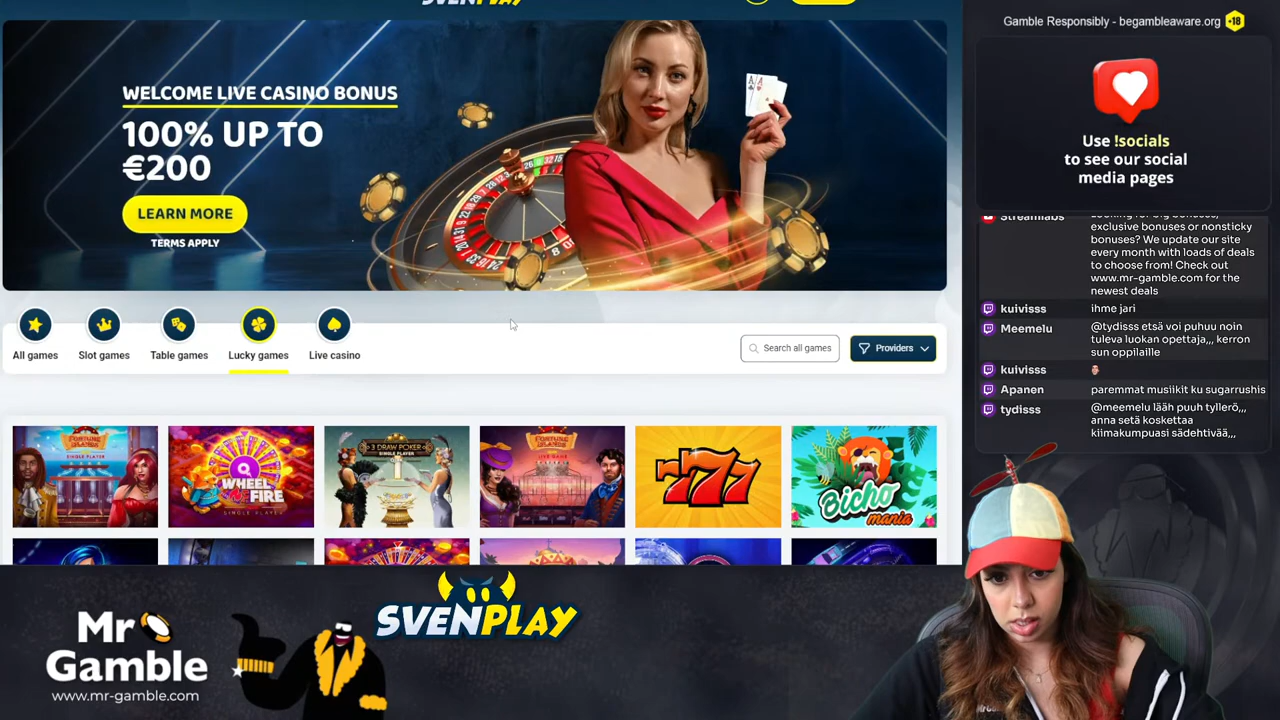 SVENPLAY
WELCOME LIVE CASINO BONUS
100% UP TO
€200
LEARN MORE
TERMS APPLY
All games
Slot games
Table games
Lucky games
Live casino
Search all games
Providers
FORTUNE ISLANDS
SINGLE PLAYER
WHEEL OF FIRE
SINGLE PLAYER
3 DRAW POKER
SINGLE PLAYER
LIVE GAME
777
Bicho
mania
Mr
Gamble
www.mr-gamble.com
SVENPLAY
Gamble Responsibly - begambleaware.org +18
Use !socials
to see our social
media pages
Streamlabs
exclusive bonuses or nonsticky
bonuses? We update our site
every month with loads of deals
to choose from! Check out
www.mr-gamble.com for the
newest deals
kuivisss ihme jari
Meemelu @tydisss etsä voi puhuu noin
tuleva luokan opettaja,,, kerron
sun oppilaille
kuivisss
Apanen paremmat musiikit ku sugarrushis
tydisss @meemelu lääh puuh tyllerö,,,
anna setä koskettaa
kiimakumpuasi sädehtivää,,,